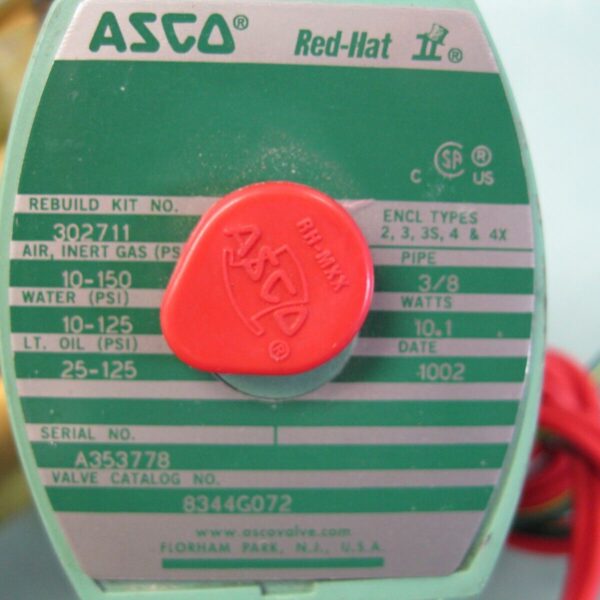 ASCO® Red-Hat II®
C SA ® US
REBUILD KIT NO.
302711
ENCL TYPES
2, 3, 3S, 4 & 4X
AIR, INERT GAS (PS
10-150
PIPE
3/8
WATER (PSI)
10-125
WATTS
10.1
LT. OIL (PSI)
25-125
DATE
1002
RH-MXX
ASCO®
SERIAL NO.
A353778
VALVE CATALOG NO.
8344G072
www.ascovalve.com
FLORHAM PARK, N.J., U.S.A.